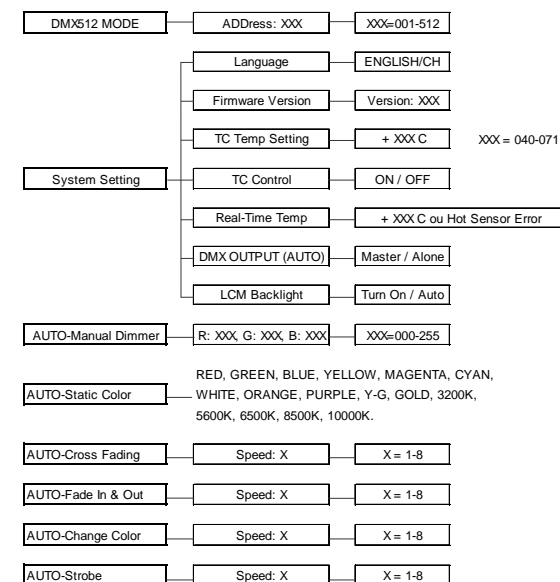 DMX512 MODE ADDress: XXX XXX=001-512
Language ENGLISH/CH
Firmware Version Version: XXX
TC Temp Setting + XXX C XXX = 040-071
System Setting TC Control ON / OFF
Real-Time Temp + XXX C ou Hot Sensor Error
DMX OUTPUT (AUTO) Master / Alone
LCM Backlight Turn On / Auto
AUTO-Manual Dimmer R: XXX, G: XXX, B: XXX XXX=000-255
RED, GREEN, BLUE, YELLOW, MAGENTA, CYAN,
AUTO-Static Color WHITE, ORANGE, PURPLE, Y-G, GOLD, 3200K,
5600K, 6500K, 8500K, 10000K.
AUTO-Cross Fading Speed: X X = 1-8
AUTO-Fade In & Out Speed: X X = 1-8
AUTO-Change Color Speed: X X = 1-8
AUTO-Strobe Speed: X X = 1-8